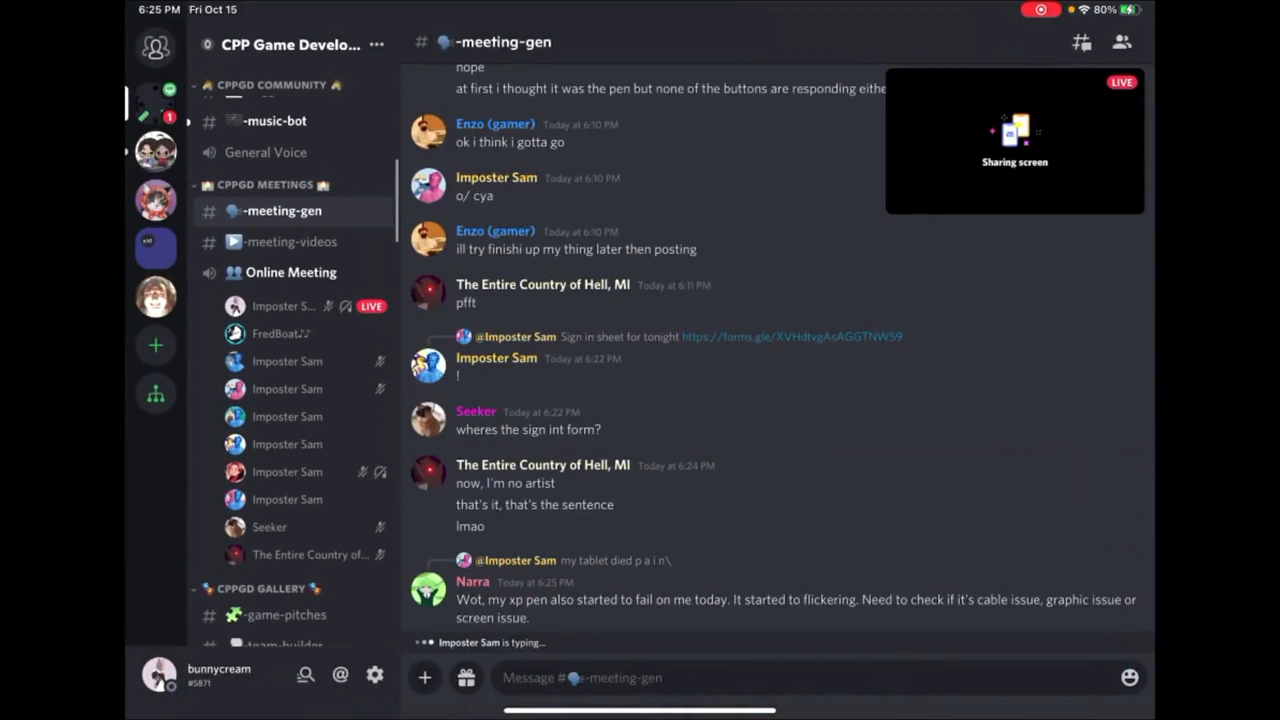 6:25 PM Fri Oct 15
80%
CPP Game Develo...
CPPGD COMMUNITY
-music-bot
General Voice
CPPGD MEETINGS
-meeting-gen
-meeting-videos
Online Meeting
Imposter S... LIVE
FredBoat♪♪
Imposter Sam
Imposter Sam
Imposter Sam
Imposter Sam
Imposter Sam
Imposter Sam
Seeker
The Entire Country of...
CPPGD GALLERY
-game-pitches
-team-builder
bunnycream
#5871
# -meeting-gen
nope
at first i thought it was the pen but none of the buttons are responding eithe
LIVE
Sharing screen
Enzo (gamer) Today at 6:10 PM
ok i think i gotta go
Imposter Sam Today at 6:10 PM
o/ cya
Enzo (gamer) Today at 6:10 PM
ill try finishi up my thing later then posting
The Entire Country of Hell, MI Today at 6:11 PM
pfft
@Imposter Sam Sign in sheet for tonight https://forms.gle/XVHdtvgAsAGGTNW59
Imposter Sam Today at 6:22 PM
!
Seeker Today at 6:22 PM
wheres the sign int form?
The Entire Country of Hell, MI Today at 6:24 PM
now, I'm no artist
that's it, that's the sentence
lmao
@Imposter Sam my tablet died p a i n\
Narra Today at 6:25 PM
Wot, my xp pen also started to fail on me today. It started to flickering. Need to check if it's cable issue, graphic issue or
screen issue.
Imposter Sam is typing...
Message # -meeting-gen